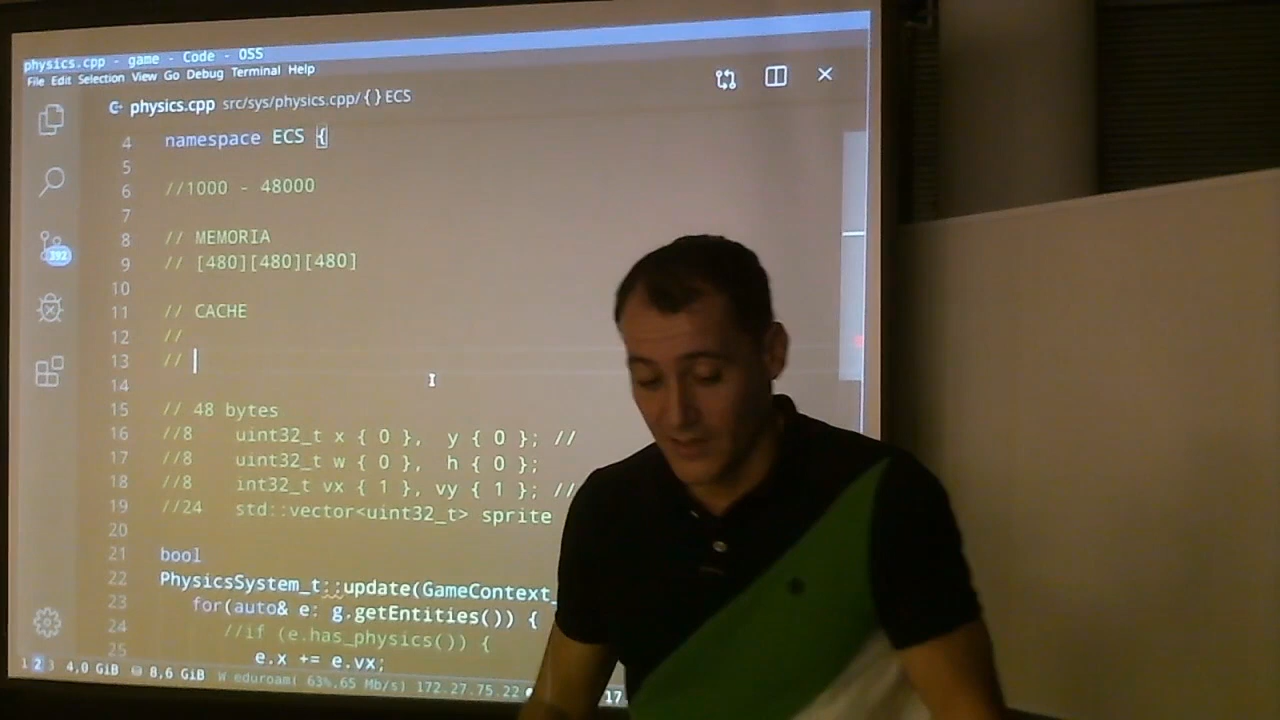 physics.cpp - game - Code - OSS
File Edit Selection View Go Debug Terminal Help
physics.cpp src/sys/physics.cpp/ {} ECS
4 namespace ECS {
5
6 //1000 - 48000
7
8 // MEMORIA
9 // [480][480][480]
10
11 // CACHE
12 //
13 //
14
15 // 48 bytes
16 //8 uint32_t x { 0 }, y { 0 }; //
17 //8 uint32_t w { 0 }, h { 0 };
18 //8 int32_t vx { 1 }, vy { 1 }; //
19 //24 std::vector<uint32_t> sprite
20
21 bool
22 PhysicsSystem_t::update(GameContext_
23 for(auto& e: g.getEntities()) {
24 //if (e.has_physics()) {
25 e.x += e.vx;
392
1 2 3 4,0 GiB 8,6 GiB W eduroam( 63%,65 Mb/s) 172.27.75.22 17.